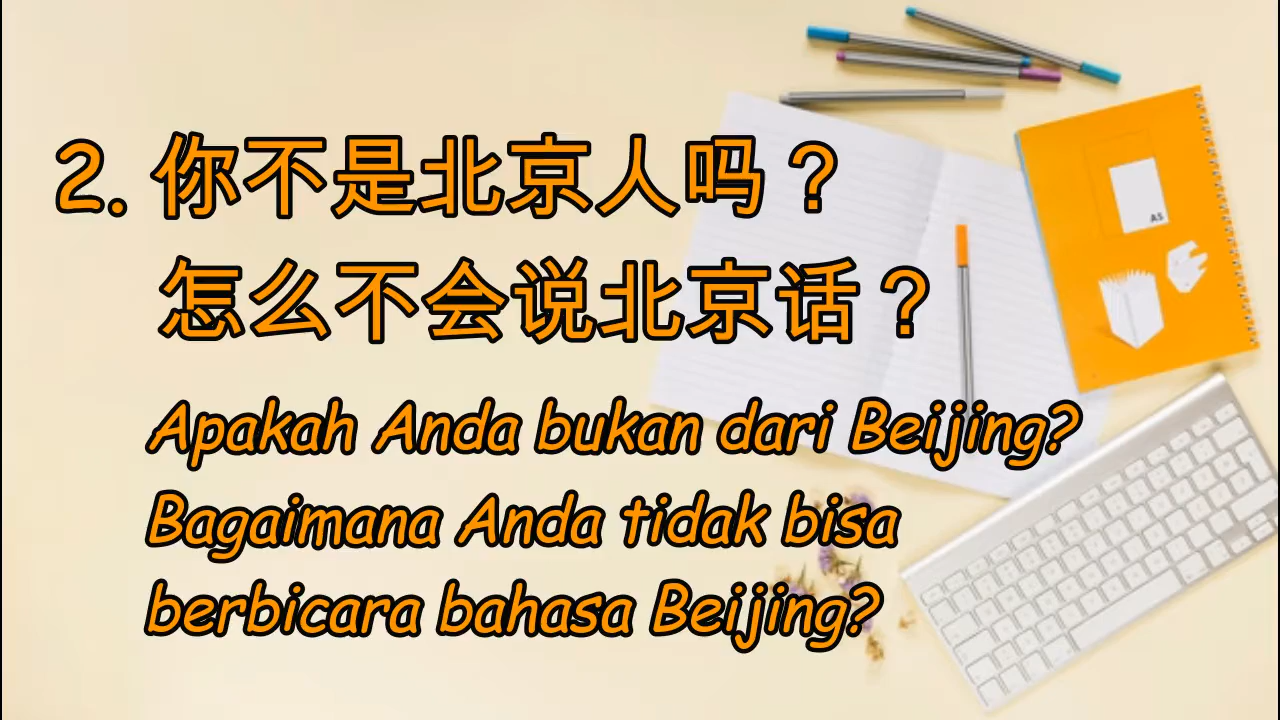 2. 你不是北京人吗？
怎么不会说北京话？
Apakah Anda bukan dari Beijing?
Bagaimana Anda tidak bisa
berbicara bahasa Beijing?
A5